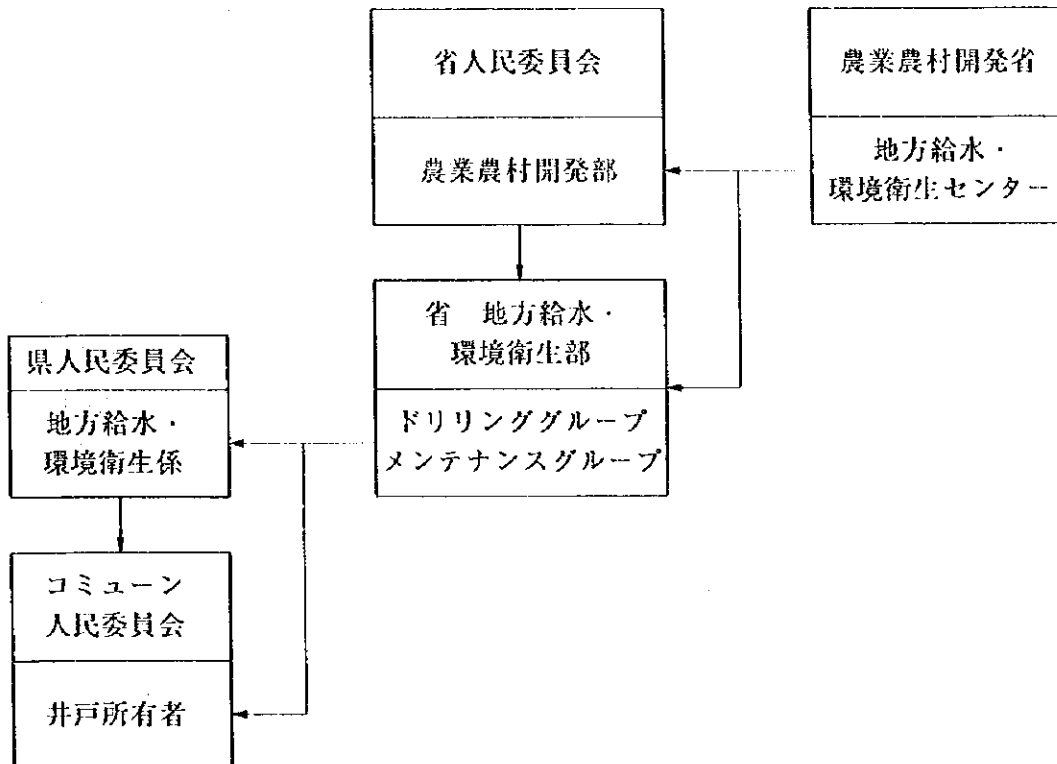 省人民委員会
農業農村開発部
農業農村開発省
地方給水・
環境衛生センター
省 地方給水・
環境衛生部
ドリリンググループ
メンテナンスグループ
県人民委員会
地方給水・
環境衛生係
コミューン
人民委員会
井戸所有者